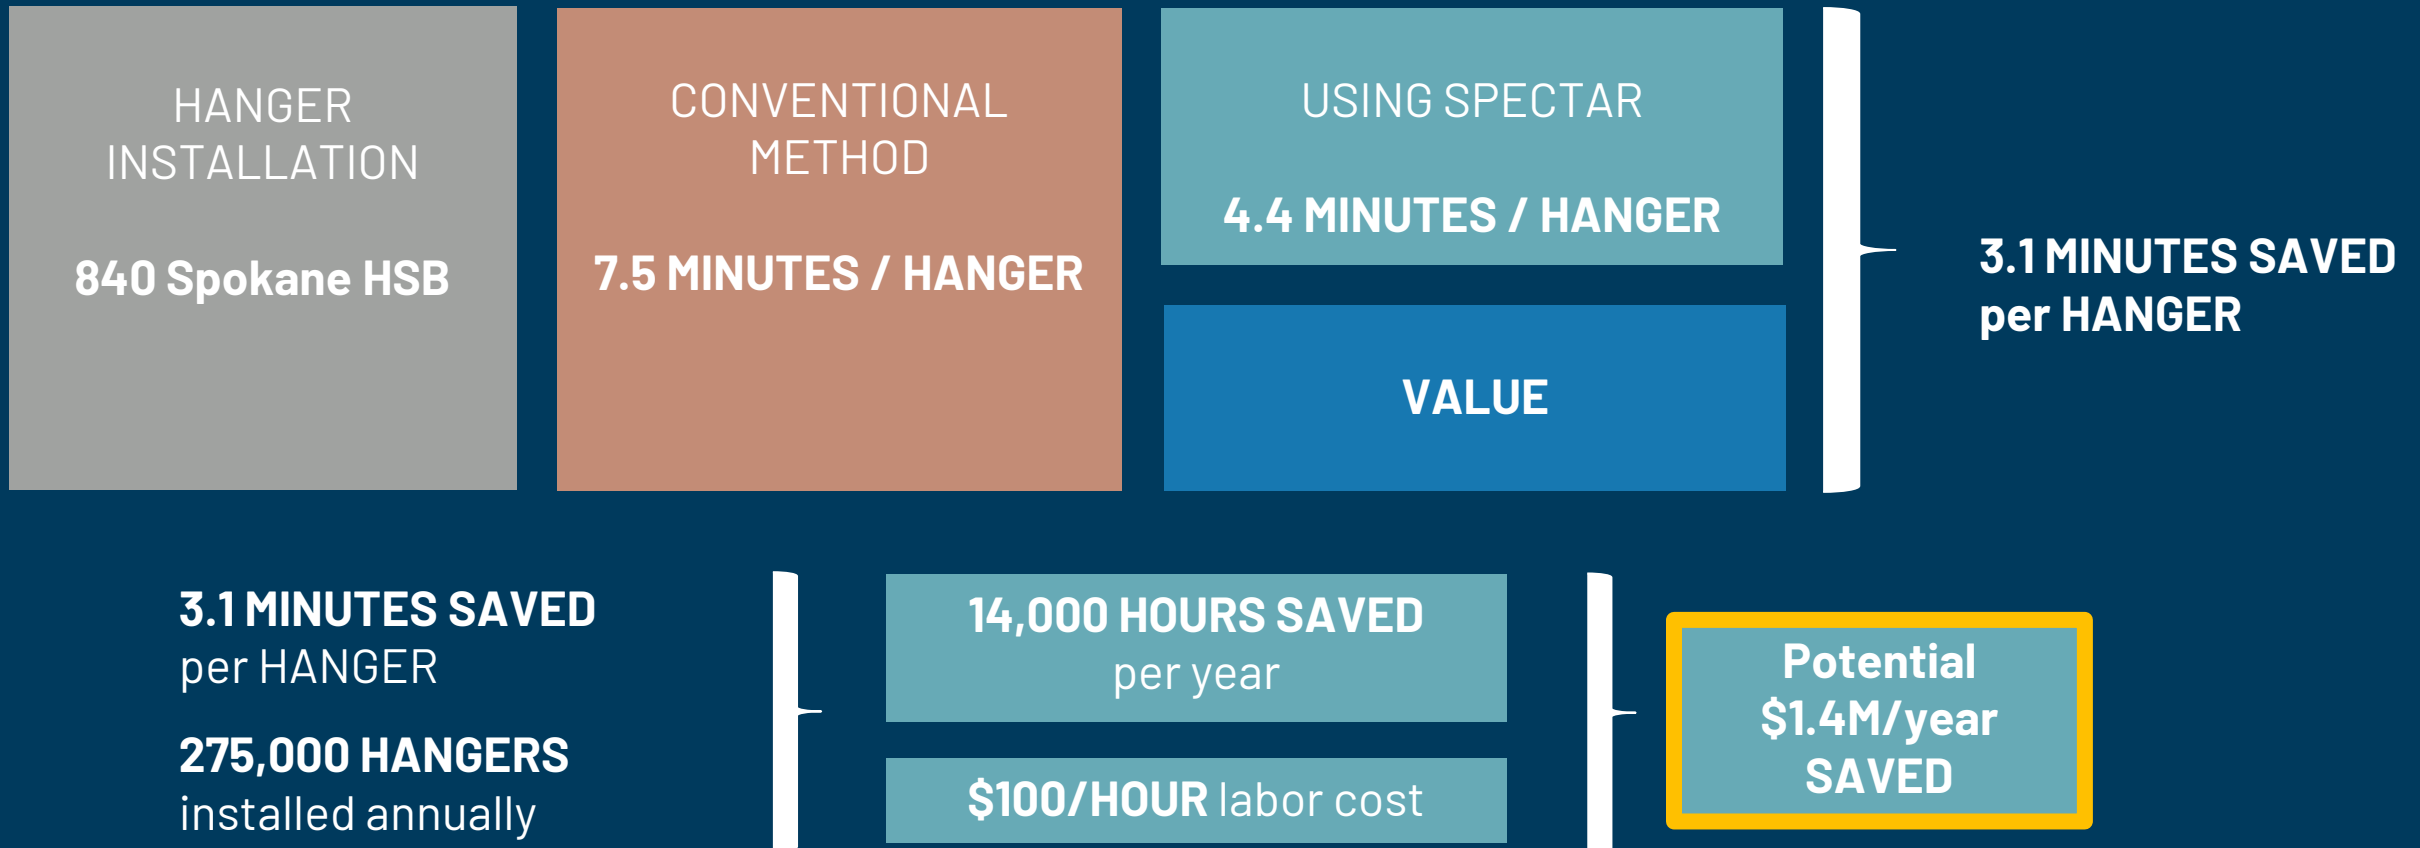 HANGER
INSTALLATION
840 Spokane HSB
CONVENTIONAL
METHOD
7.5 MINUTES / HANGER
USING SPECTAR
4.4 MINUTES / HANGER
VALUE
3.1 MINUTES SAVED
per HANGER
3.1 MINUTES SAVED
per HANGER
275,000 HANGERS
installed annually
14,000 HOURS SAVED
per year
$100/HOUR labor cost
Potential
$1.4M/year
SAVED